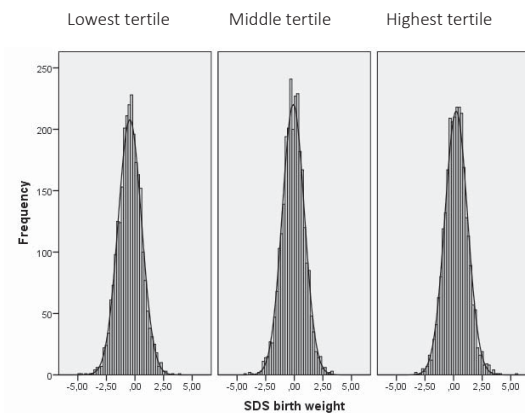 Lowest tertile Middle tertile Highest tertile
250
200
150
100
50
0
Frequency
-5,00 -2,50 ,00 2,50 5,00 -5,00 -2,50 ,00 2,50 5,00 -5,00 -2,50 ,00 2,50 5,00
SDS birth weight